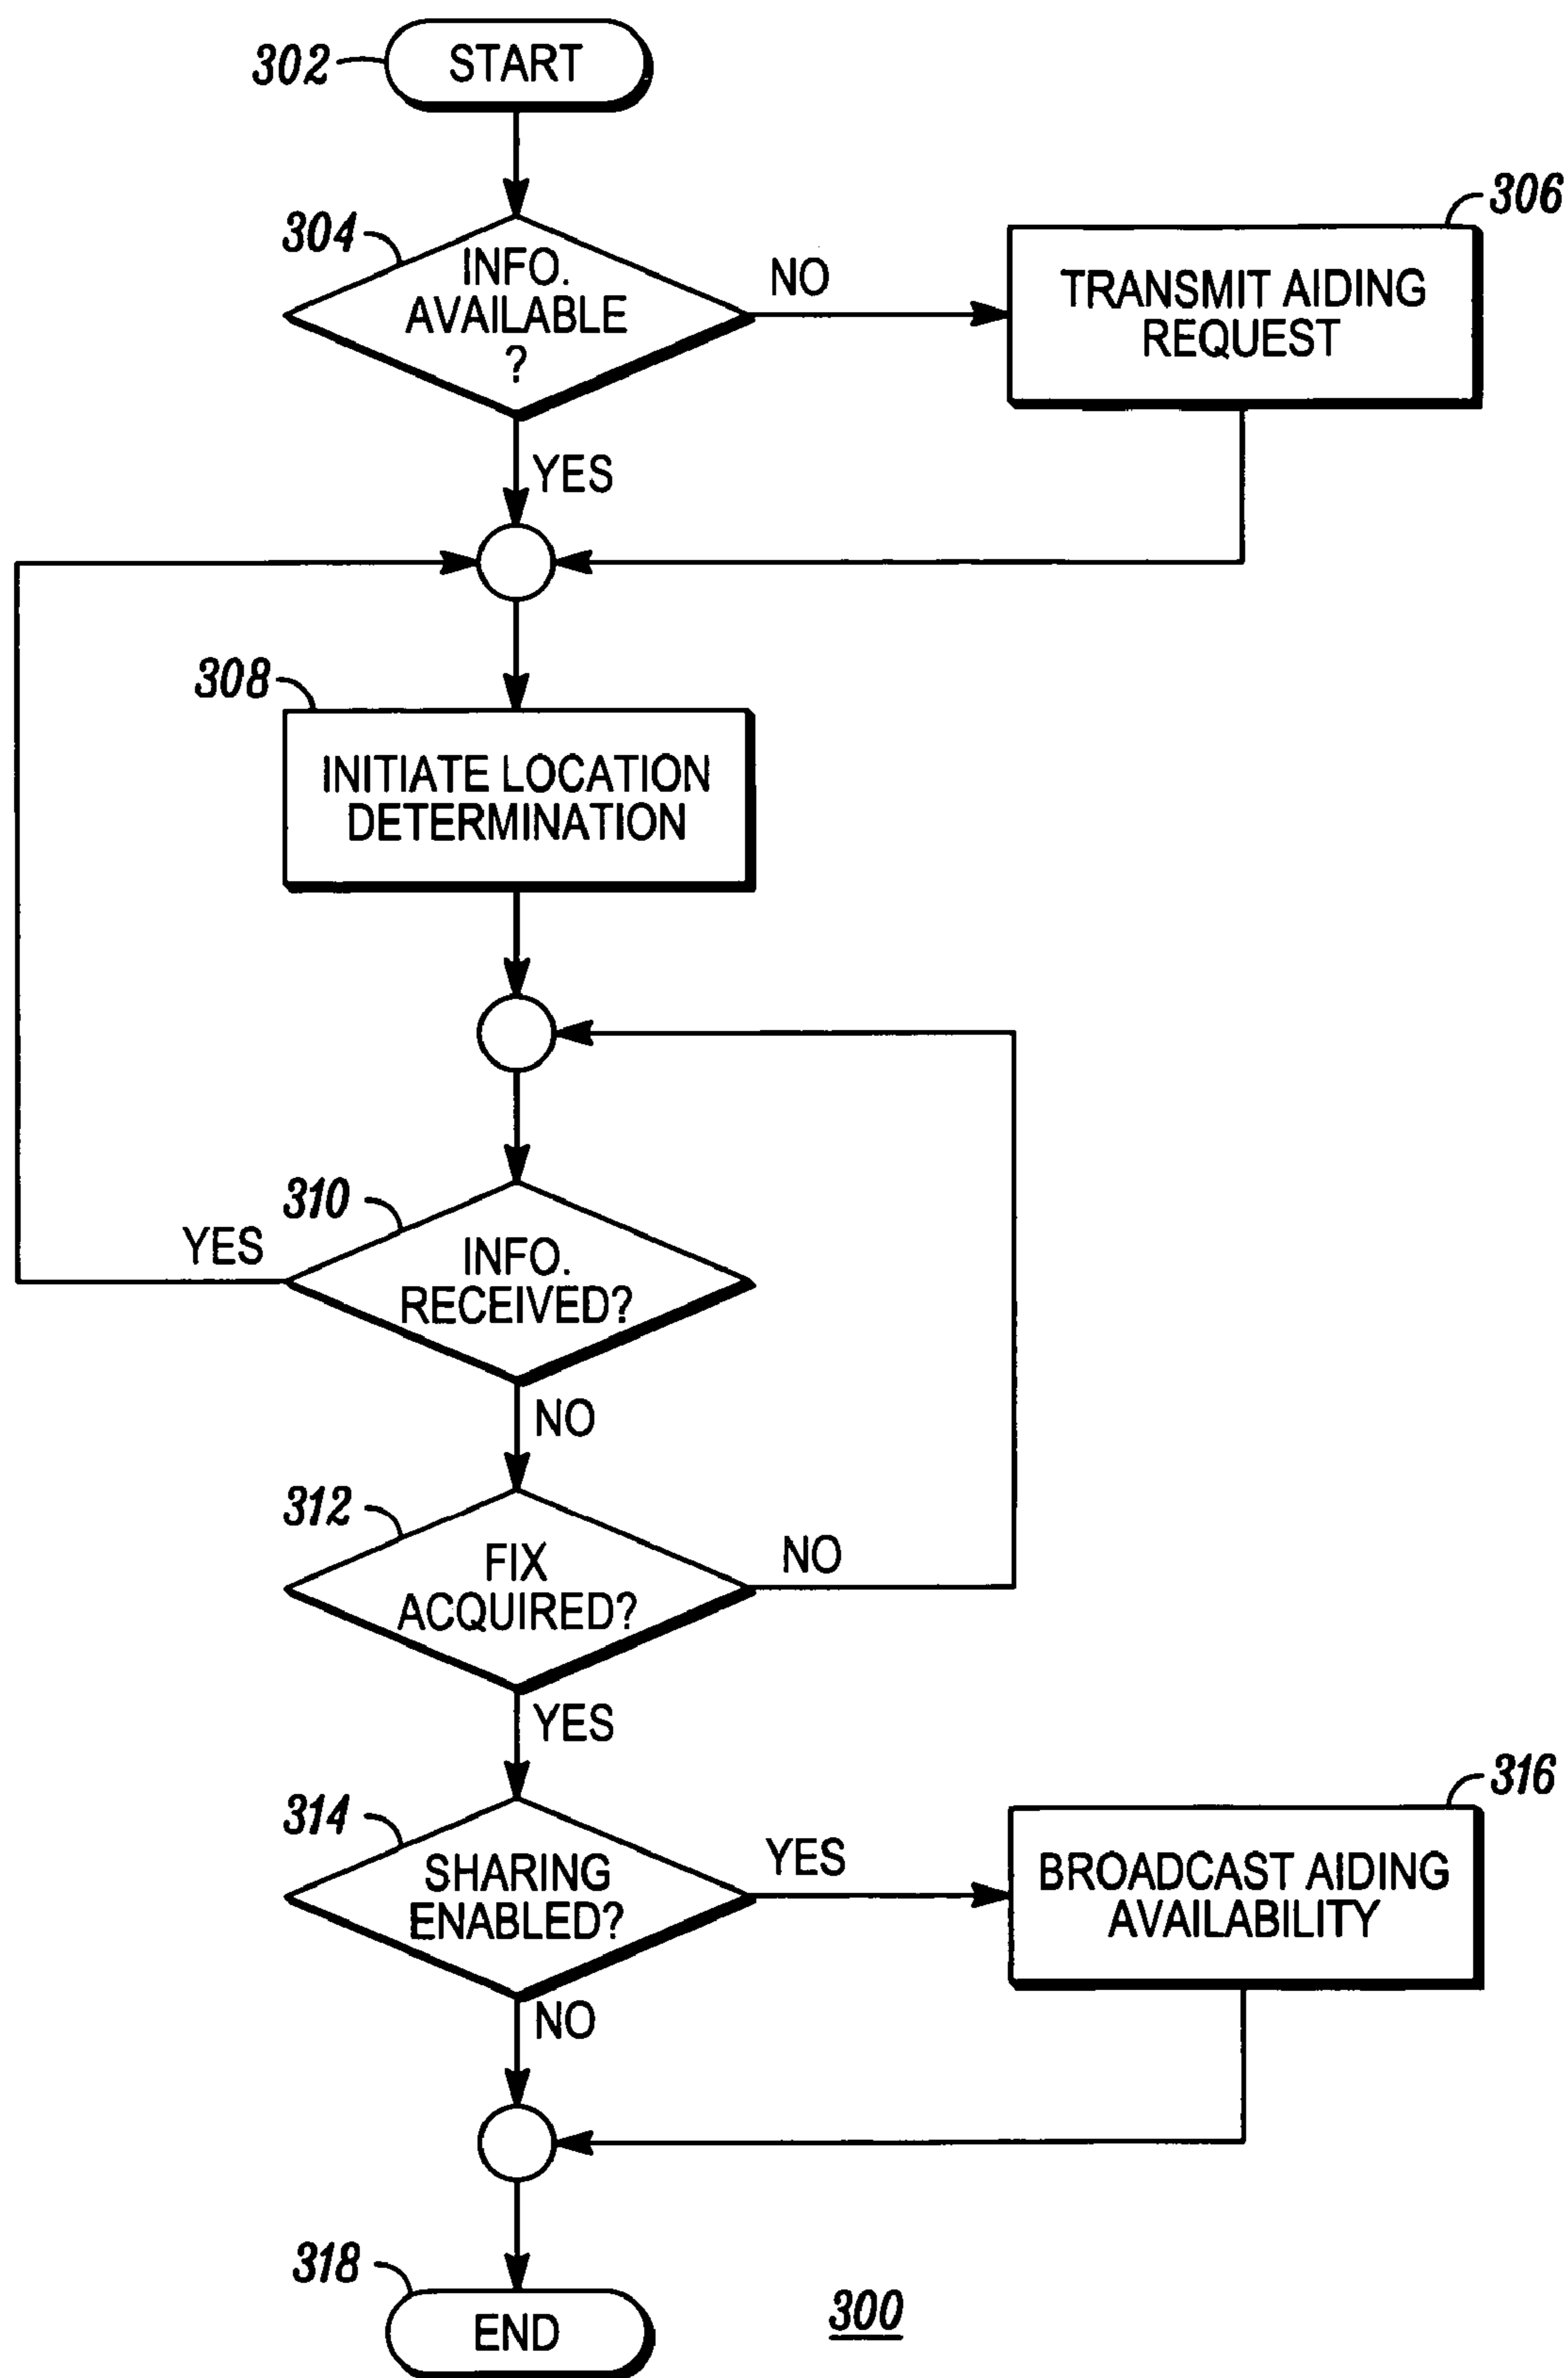 302
START
304
INFO.
AVAILABLE
?
NO
306
TRANSMIT AIDING
REQUEST
YES
308
INITIATE LOCATION
DETERMINATION
310
YES
INFO.
RECEIVED?
NO
312
FIX
ACQUIRED?
NO
YES
314
SHARING
ENABLED?
YES
316
BROADCAST AIDING
AVAILABILITY
NO
318
END
300